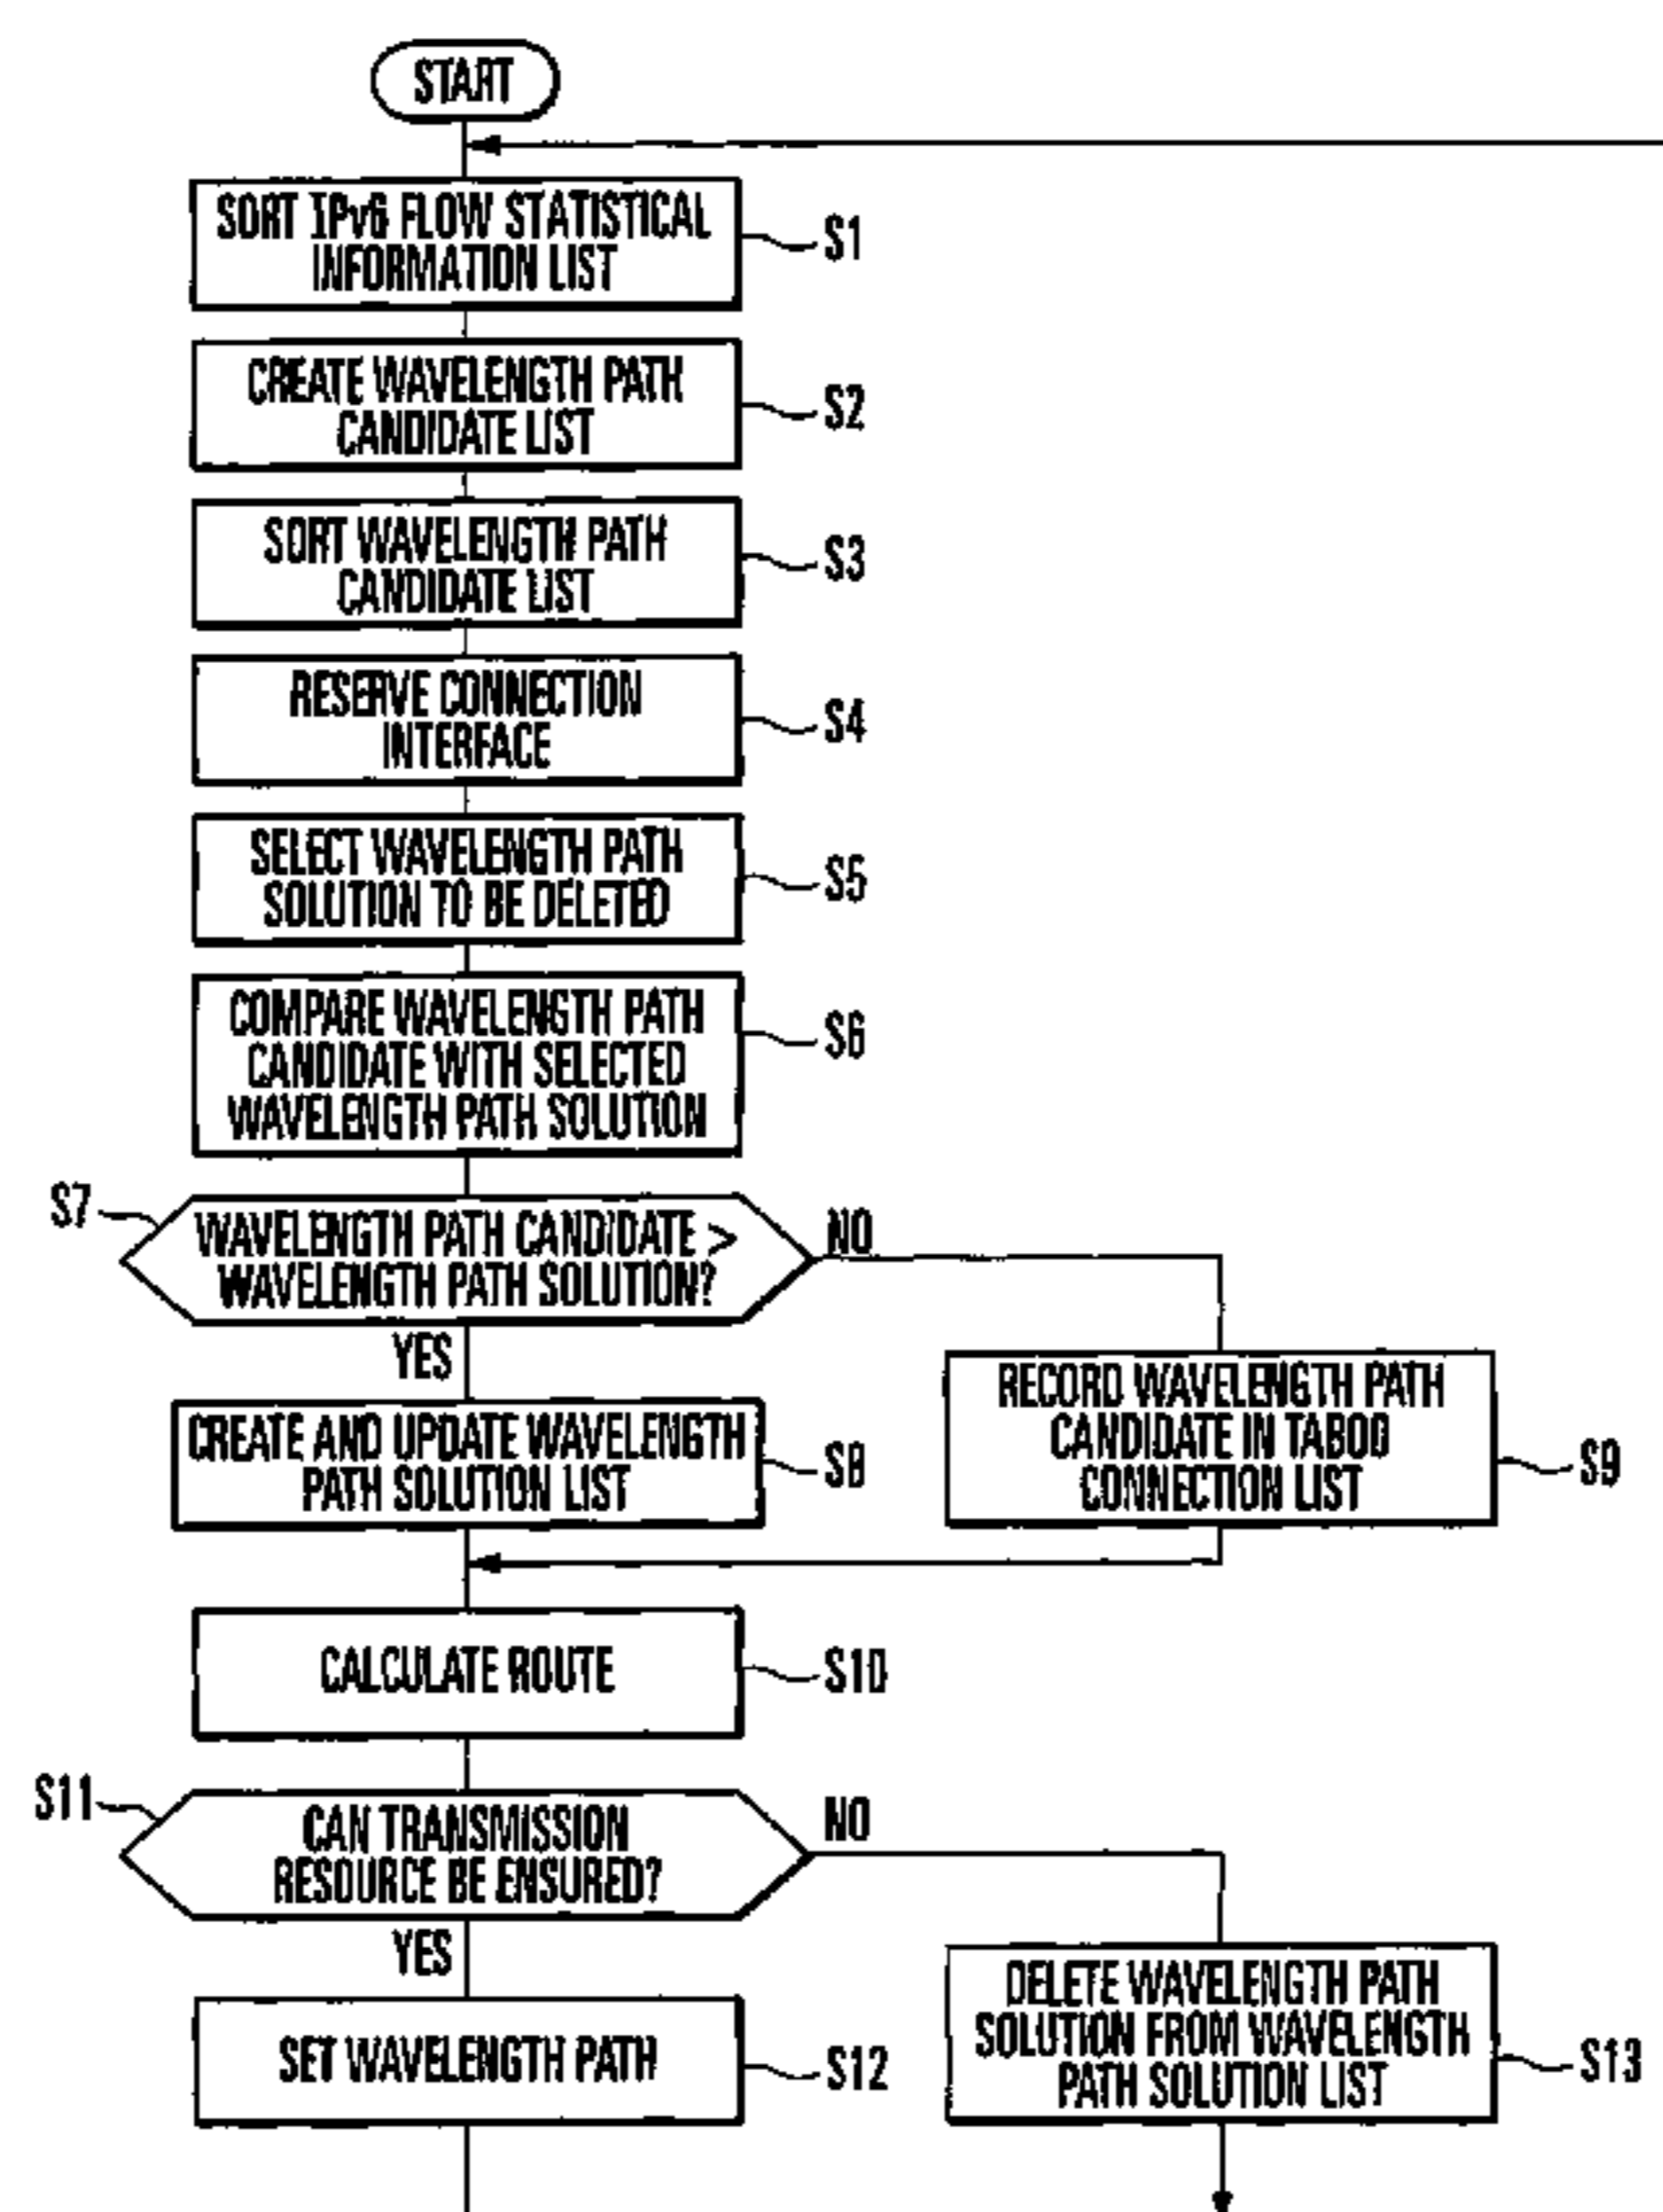 START
SORT IPv6 FLOW STATISTICAL
INFORMATION LIST
S1
CREATE WAVELENGTH PATH
CANDIDATE LIST
S2
SORT WAVELENGTH PATH
CANDIDATE LIST
S3
RESERVE CONNECTION
INTERFACE
S4
SELECT WAVELENGTH PATH
SOLUTION TO BE DELETED
S5
COMPARE WAVELENGTH PATH
CANDIDATE WITH SELECTED
WAVELENGTH PATH SOLUTION
S6
S7
WAVELENGTH PATH CANDIDATE >
WAVELENGTH PATH SOLUTION?
NO
YES
CREATE AND UPDATE WAVELENGTH
PATH SOLUTION LIST
S8
RECORD WAVELENGTH PATH
CANDIDATE IN TABOO
CONNECTION LIST
S9
CALCULATE ROUTE
S10
S11
CAN TRANSMISSION
RESOURCE BE ENSURED?
NO
YES
SET WAVELENGTH PATH
S12
DELETE WAVELENGTH PATH
SOLUTION FROM WAVELENGTH
PATH SOLUTION LIST
S13